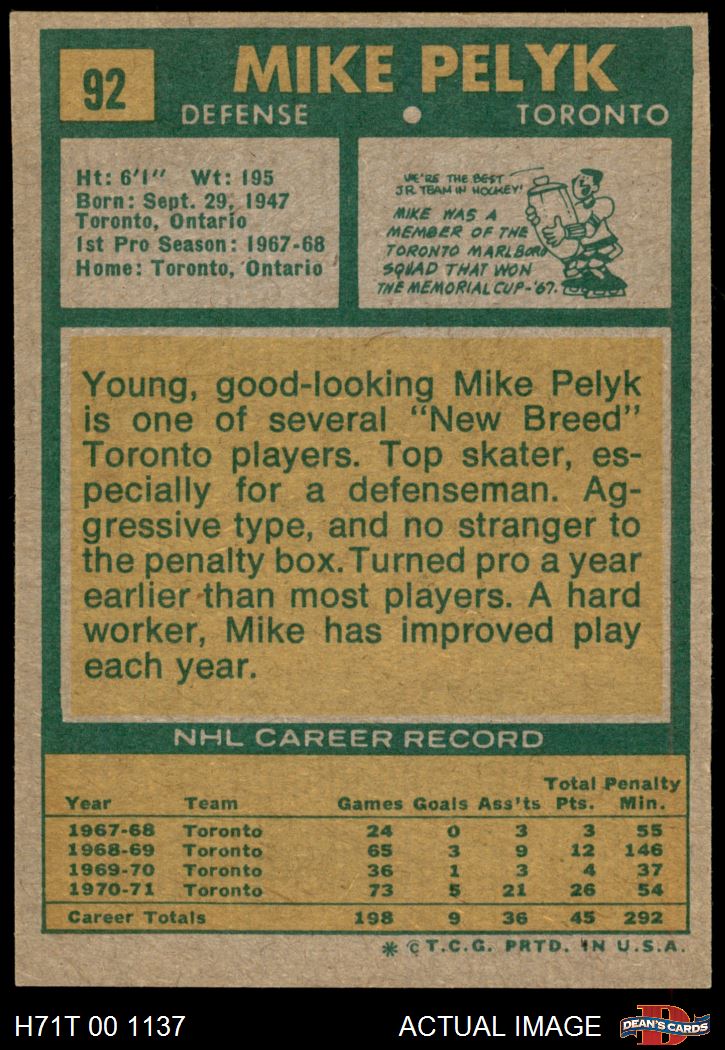 92
MIKE PELYK
DEFENSE
TORONTO
Ht: 6'1" Wt: 195
Born: Sept. 29, 1947
Toronto, Ontario
1st Pro Season: 1967-68
Home: Toronto, Ontario
WE'RE THE BEST
JR. TEAM IN HOCKEY!
MIKE WAS A
MEMBER OF THE
TORONTO MARLBORO
SQUAD THAT WON
THE MEMORIAL CUP-'67.
Young, good-looking Mike Pelyk
is one of several "New Breed"
Toronto players. Top skater, es-
pecially for a defenseman. Ag-
gressive type, and no stranger to
the penalty box. Turned pro a year
earlier than most players. A hard
worker, Mike has improved play
each year.
NHL CAREER RECORD
Total Penalty
Year Team Games Goals Ass'ts Pts. Min.
1967-68 Toronto 24 0 3 3 55
1968-69 Toronto 65 3 9 12 146
1969-70 Toronto 36 1 3 4 37
1970-71 Toronto 73 5 21 26 54
Career Totals 198 9 36 45 292
* © T.C.G. PRTD. IN U.S.A.
H71T 00 1137
ACTUAL IMAGE
D
DEAN'S CARDS